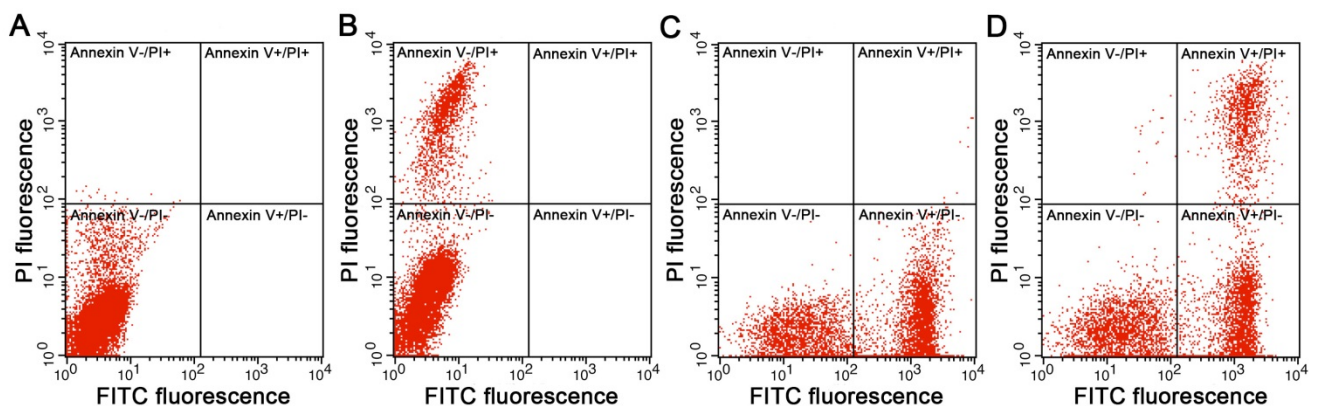 A
B
C
D
Annexin V-/PI+ Annexin V+/PI+
Annexin V-/PI- Annexin V+/PI-
PI fluorescence
10^4
10^3
10^2
10^1
10^0
10^0 10^1 10^2 10^3 10^4
FITC fluorescence
Annexin V-/PI+ Annexin V+/PI+
Annexin V-/PI- Annexin V+/PI-
PI fluorescence
10^4
10^3
10^2
10^1
10^0
10^0 10^1 10^2 10^3 10^4
FITC fluorescence
Annexin V-/PI+ Annexin V+/PI+
Annexin V-/PI- Annexin V+/PI-
PI fluorescence
10^4
10^3
10^2
10^1
10^0
10^0 10^1 10^2 10^3 10^4
FITC fluorescence
Annexin V-/PI+ Annexin V+/PI+
Annexin V-/PI- Annexin V+/PI-
PI fluorescence
10^4
10^3
10^2
10^1
10^0
10^0 10^1 10^2 10^3 10^4
FITC fluorescence